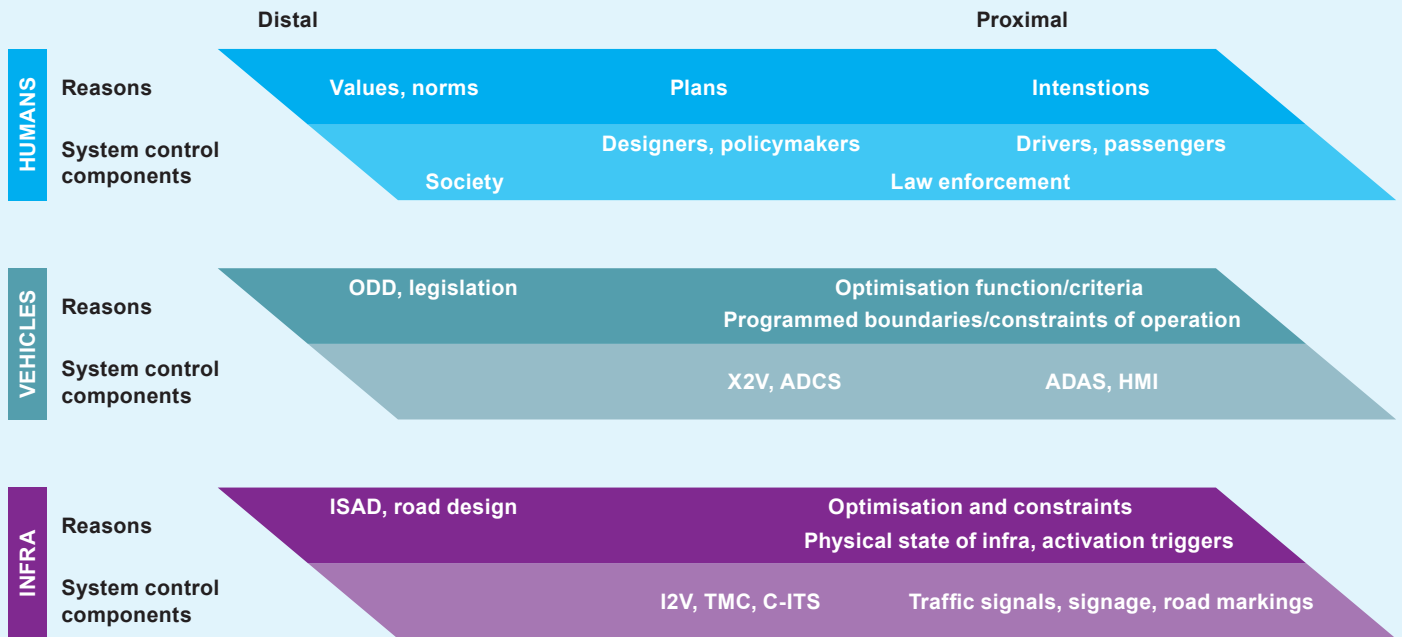 Distal
Proximal
HUMANS
Reasons
Values, norms
Plans
Intenstions
System control
components
Designers, policymakers
Drivers, passengers
Society
Law enforcement
VEHICLES
Reasons
ODD, legislation
Optimisation function/criteria
Programmed boundaries/constraints of operation
System control
components
X2V, ADCS
ADAS, HMI
INFRA
Reasons
ISAD, road design
Optimisation and constraints
Physical state of infra, activation triggers
System control
components
I2V, TMC, C-ITS
Traffic signals, signage, road markings